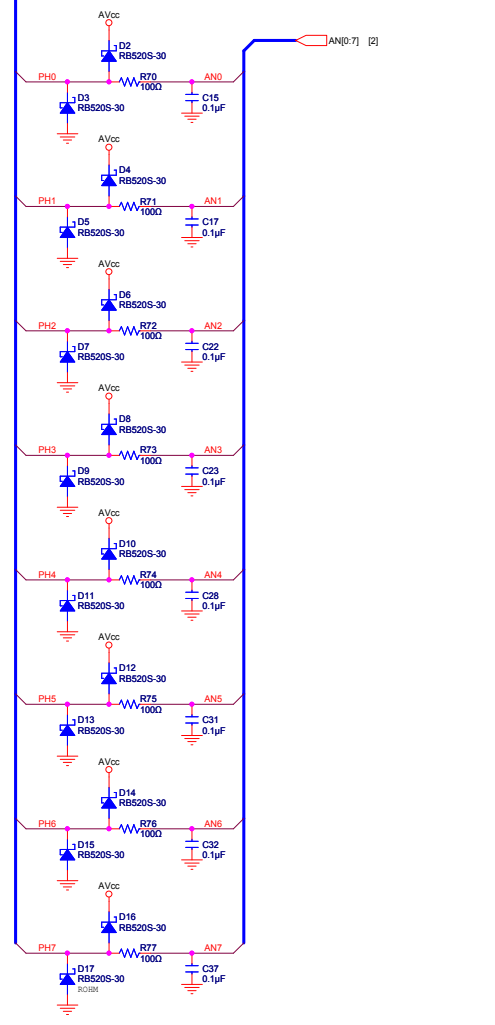 AVcc
AN[0:7] [2]
D2
RB520S-30
PH0
R70
AN0
100Ω
D3
RB520S-30
C15
0.1µF
AVcc
D4
RB520S-30
PH1
R71
AN1
100Ω
D5
RB520S-30
C17
0.1µF
AVcc
D6
RB520S-30
PH2
R72
AN2
100Ω
D7
RB520S-30
C22
0.1µF
AVcc
D8
RB520S-30
PH3
R73
AN3
100Ω
D9
RB520S-30
C23
0.1µF
AVcc
D10
RB520S-30
PH4
R74
AN4
100Ω
D11
RB520S-30
C28
0.1µF
AVcc
D12
RB520S-30
PH5
R75
AN5
100Ω
D13
RB520S-30
C31
0.1µF
AVcc
D14
RB520S-30
PH6
R76
AN6
100Ω
D15
RB520S-30
C32
0.1µF
AVcc
D16
RB520S-30
PH7
R77
AN7
100Ω
D17
RB520S-30
ROHM
C37
0.1µF